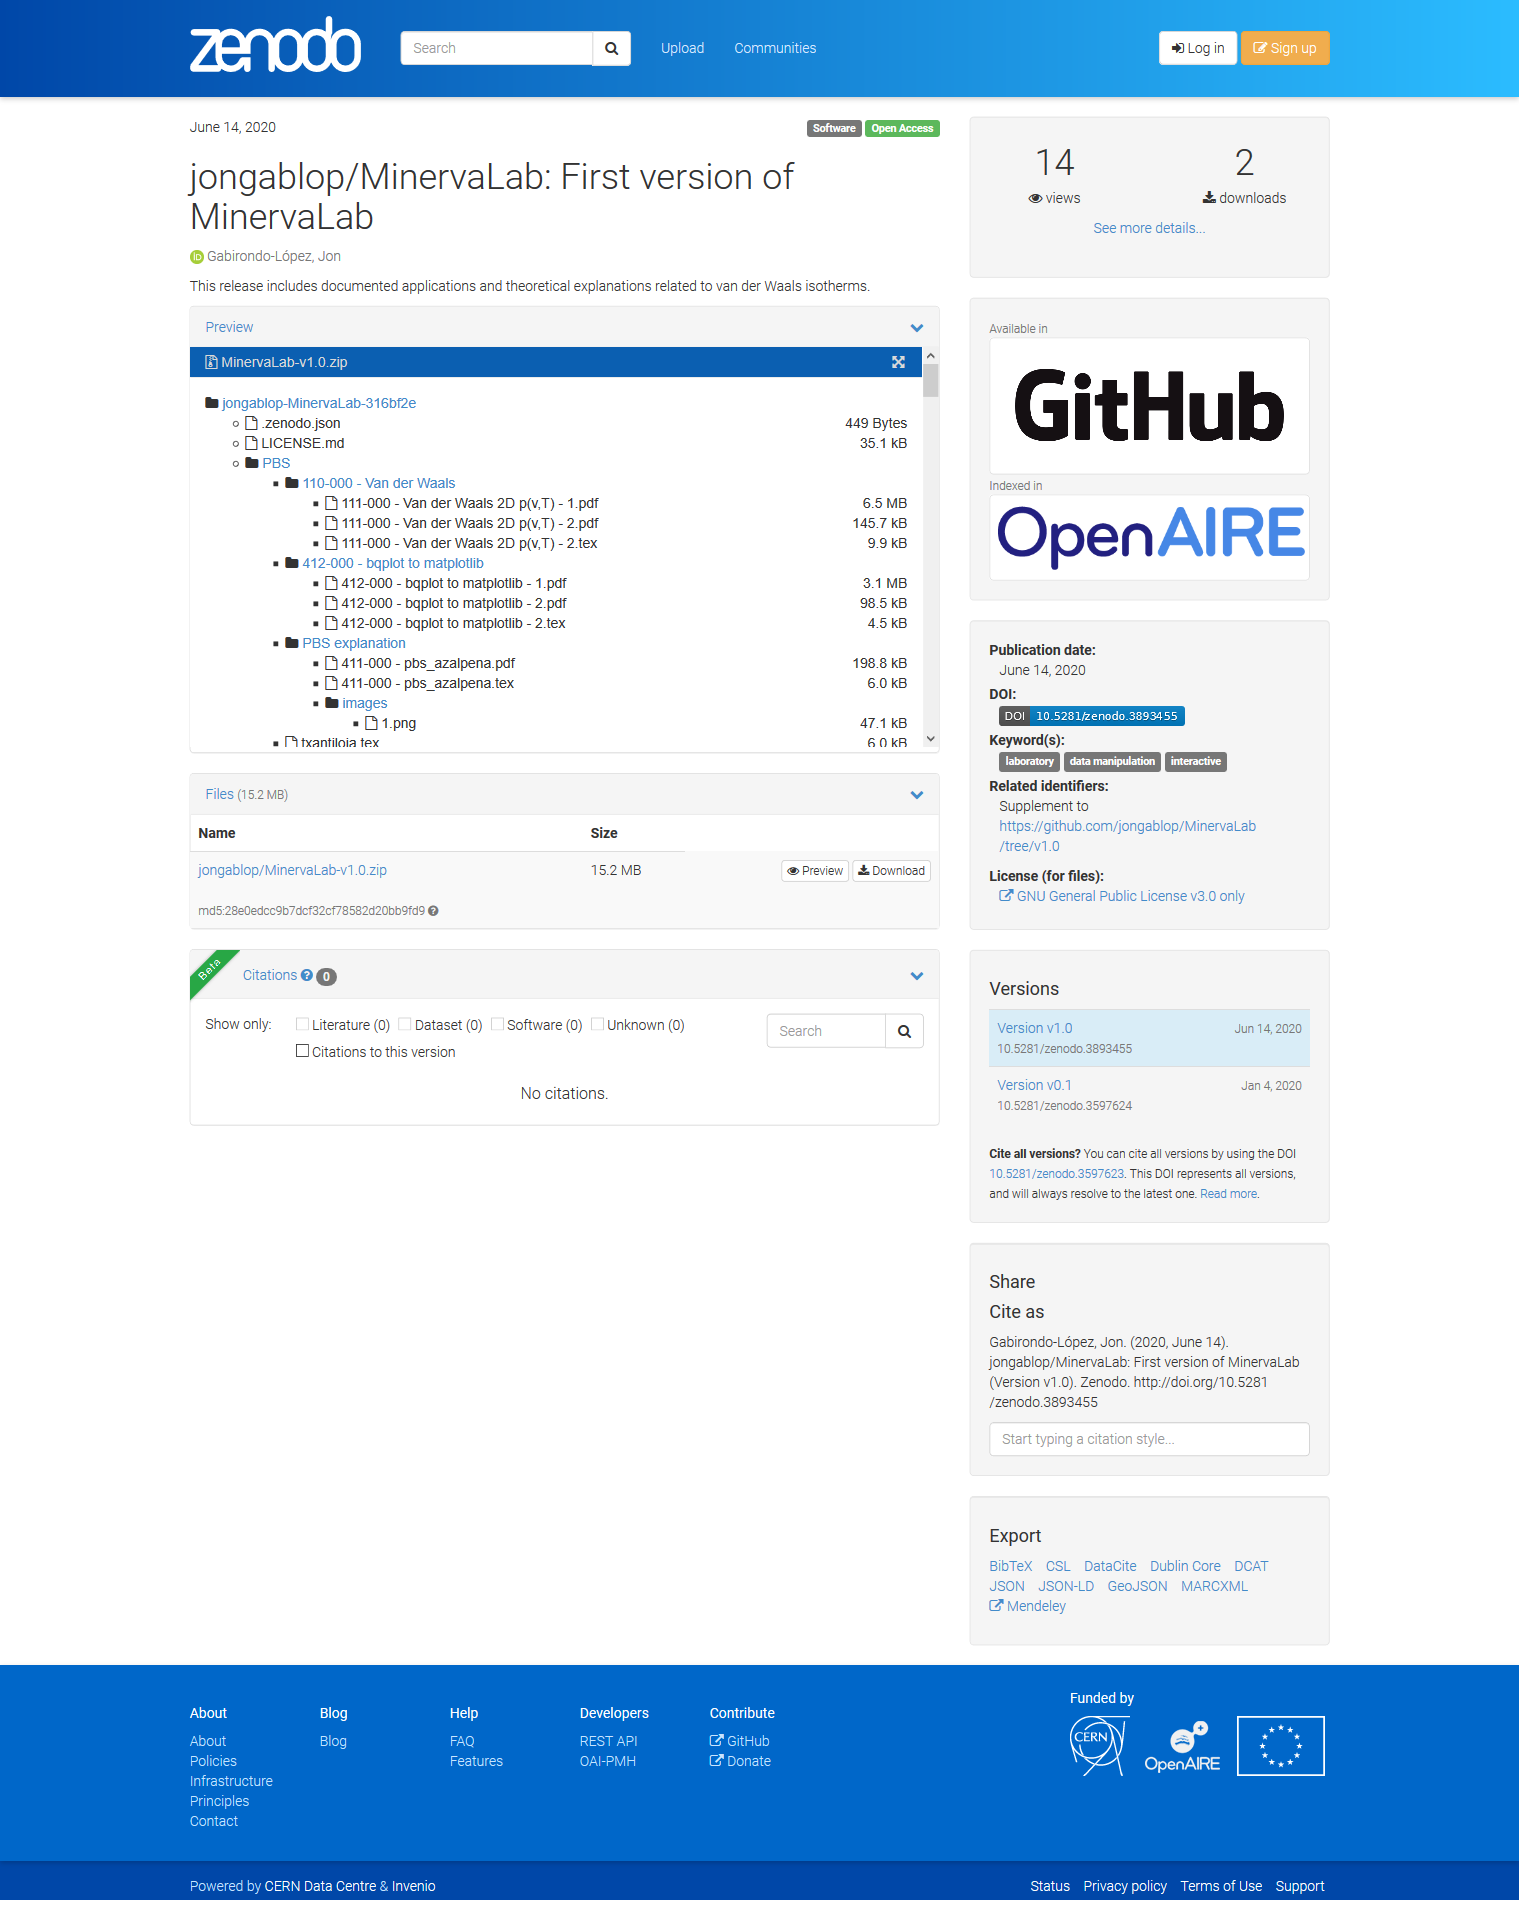 zenodo
Search
Upload
Communities
Log in
Sign up
June 14, 2020
Software
Open Access
jongablop/MinervaLab: First version of
MinervaLab
iD Gabirondo-López, Jon
This release includes documented applications and theoretical explanations related to van der Waals isotherms.
Preview
MinervaLab-v1.0.zip
jongablop-MinervaLab-316bf2e
.zenodo.json 449 Bytes
LICENSE.md 35.1 kB
PBS
110-000 - Van der Waals
111-000 - Van der Waals 2D p(v,T) - 1.pdf 6.5 MB
111-000 - Van der Waals 2D p(v,T) - 2.pdf 145.7 kB
111-000 - Van der Waals 2D p(v,T) - 2.tex 9.9 kB
412-000 - bqplot to matplotlib
412-000 - bqplot to matplotlib - 1.pdf 3.1 MB
412-000 - bqplot to matplotlib - 2.pdf 98.5 kB
412-000 - bqplot to matplotlib - 2.tex 4.5 kB
PBS explanation
411-000 - pbs_azalpena.pdf 198.8 kB
411-000 - pbs_azalpena.tex 6.0 kB
images
1.png 47.1 kB
txantiloia.tex 6.0 kB
Files (15.2 MB)
Name Size
jongablop/MinervaLab-v1.0.zip 15.2 MB Preview Download
md5:28e0edcc9b7dcf32cf78582d20bb9fd9
Beta
Citations 0
Show only: Literature (0) Dataset (0) Software (0) Unknown (0)
Search
Citations to this version
No citations.
14 2
views downloads
See more details...
Available in
GitHub
Indexed in
OpenAIRE
Publication date:
June 14, 2020
DOI:
DOI 10.5281/zenodo.3893455
Keyword(s):
laboratory data manipulation interactive
Related identifiers:
Supplement to
https://github.com/jongablop/MinervaLab
/tree/v1.0
License (for files):
GNU General Public License v3.0 only
Versions
Version v1.0 Jun 14, 2020
10.5281/zenodo.3893455
Version v0.1 Jan 4, 2020
10.5281/zenodo.3597624
Cite all versions? You can cite all versions by using the DOI
10.5281/zenodo.3597623. This DOI represents all versions,
and will always resolve to the latest one. Read more.
Share
Cite as
Gabirondo-López, Jon. (2020, June 14).
jongablop/MinervaLab: First version of MinervaLab
(Version v1.0). Zenodo. http://doi.org/10.5281
/zenodo.3893455
Start typing a citation style...
Export
BibTeX CSL DataCite Dublin Core DCAT
JSON JSON-LD GeoJSON MARCXML
Mendeley
About
About
Policies
Infrastructure
Principles
Contact
Blog
Blog
Help
FAQ
Features
Developers
REST API
OAI-PMH
Contribute
GitHub
Donate
Funded by
CERN
OpenAIRE
Powered by CERN Data Centre & Invenio
Status Privacy policy Terms of Use Support